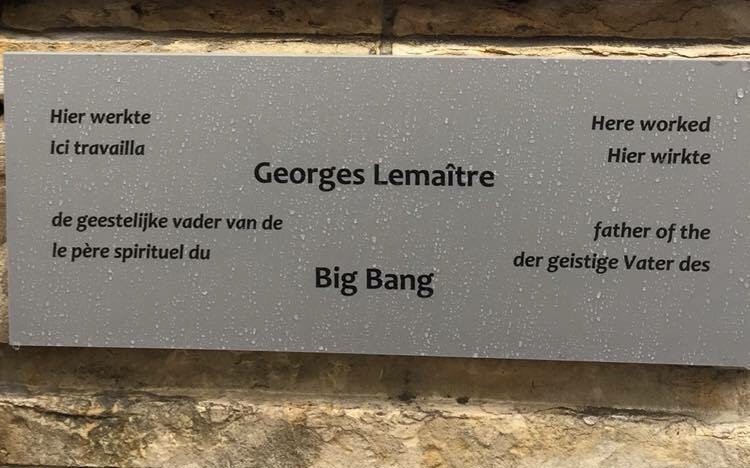 Hier werkte
Ici travailla
Here worked
Hier wirkte
Georges Lemaître
de geestelijke vader van de
le père spirituel du
father of the
der geistige Vater des
Big Bang